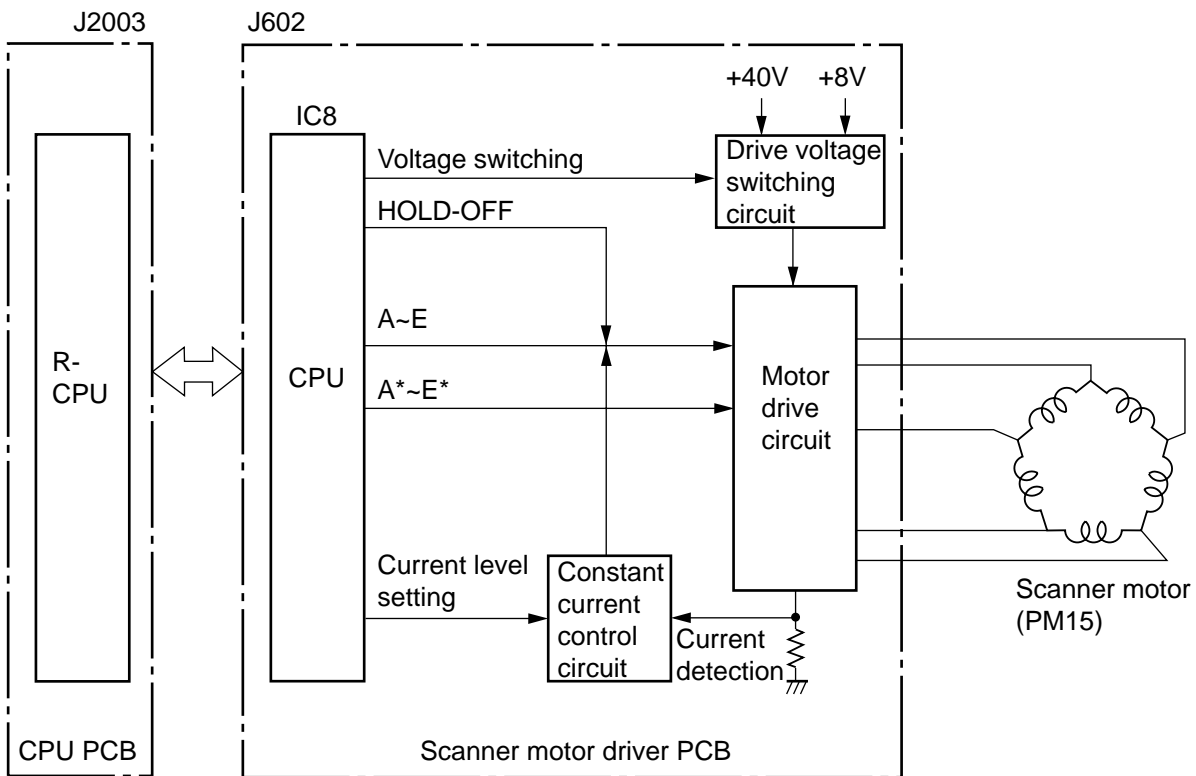 J2003
J602
+40V
+8V
IC8
Voltage switching
Drive voltage
switching
circuit
HOLD-OFF
A~E
R-
CPU
CPU
A*~E*
Motor
drive
circuit
Current level
setting
Constant
current
control
circuit
Current
detection
Scanner motor
(PM15)
CPU PCB
Scanner motor driver PCB